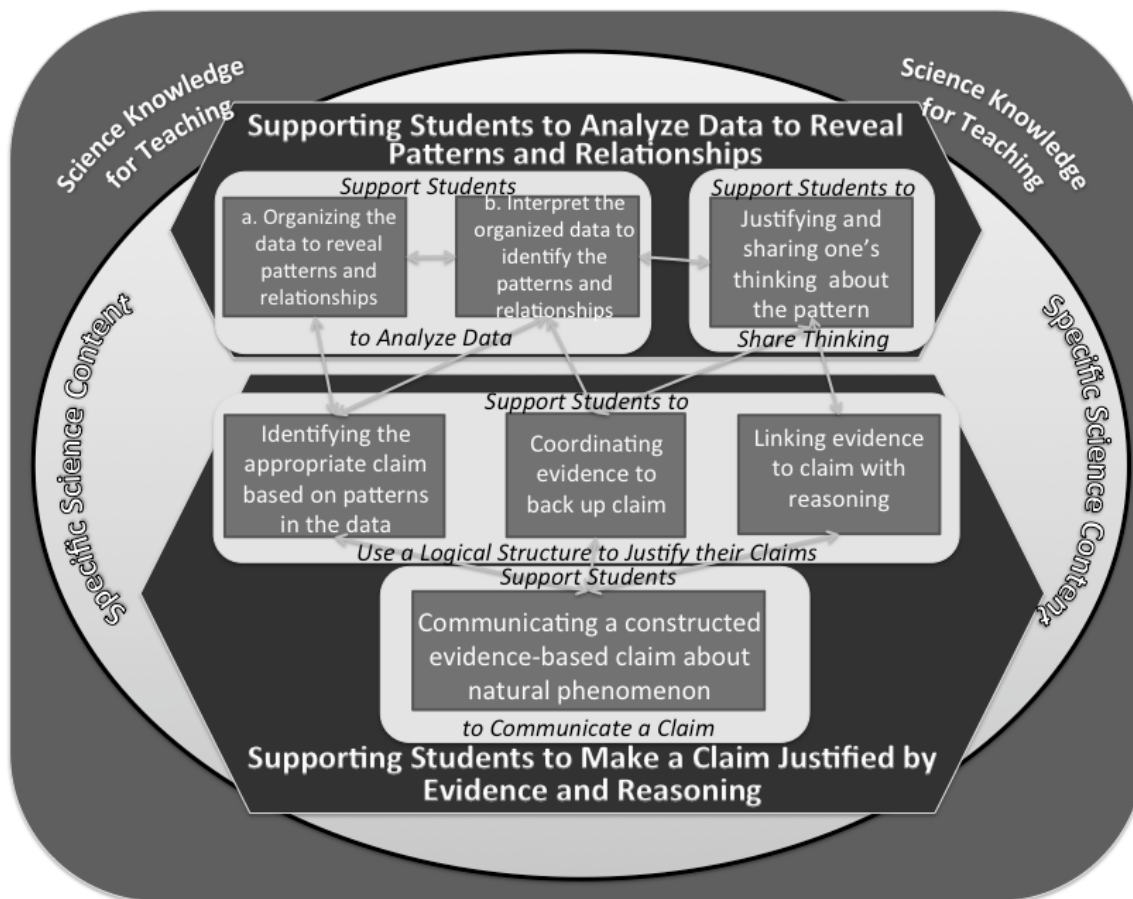 Science Knowledge
for Teaching
Science Knowledge
for Teaching
Supporting Students to Analyze Data to Reveal
Patterns and Relationships
Support Students
a. Organizing the
data to reveal
patterns and
relationships
b. Interpret the
organized data to
identify the
patterns and
relationships
to Analyze Data
Support Students to
Justifying and
sharing one's
thinking about
the pattern
Share Thinking
Specific Science Content
Specific Science Content
Support Students to
Identifying the
appropriate claim
based on patterns
in the data
Coordinating
evidence to
back up claim
Linking evidence
to claim with
reasoning
Use a Logical Structure to Justify their Claims
Support Students
Communicating a constructed
evidence-based claim about
natural phenomenon
to Communicate a Claim
Supporting Students to Make a Claim Justified by
Evidence and Reasoning